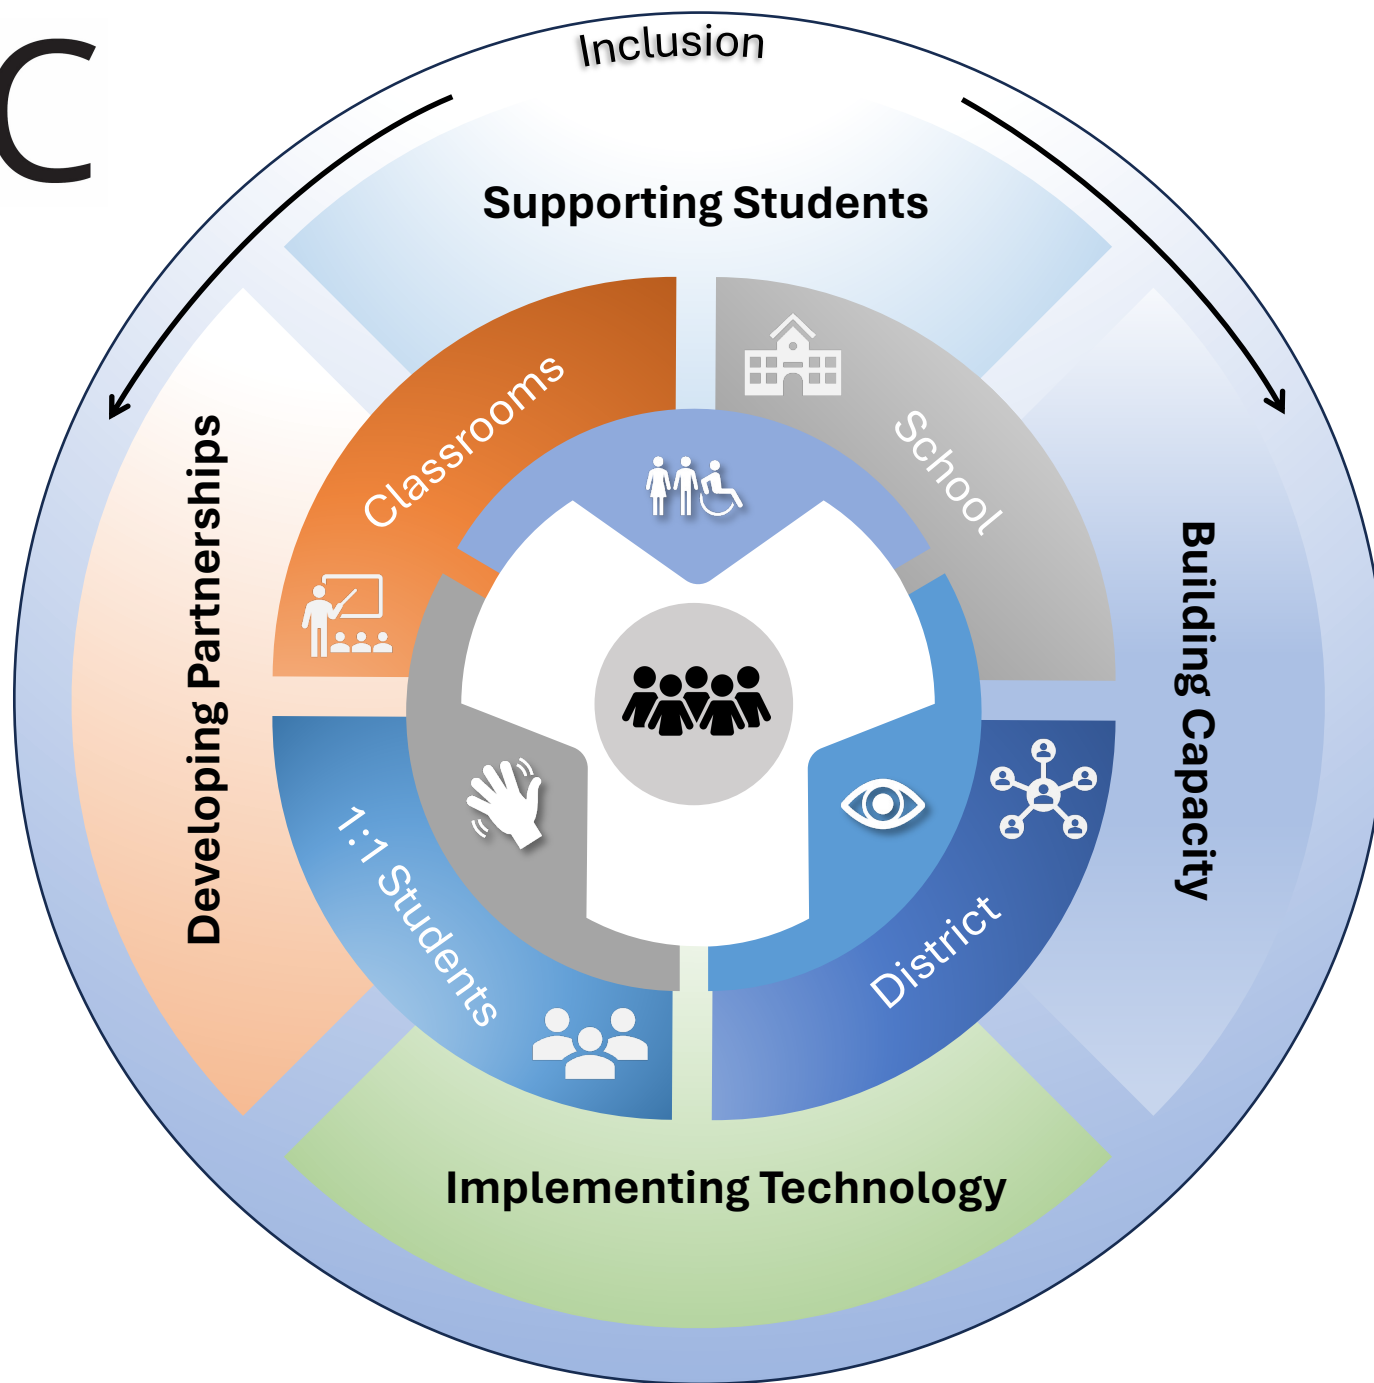 C
Inclusion
Supporting Students
Classrooms
School
Developing Partnerships
Building Capacity
1:1 Students
District
Implementing Technology